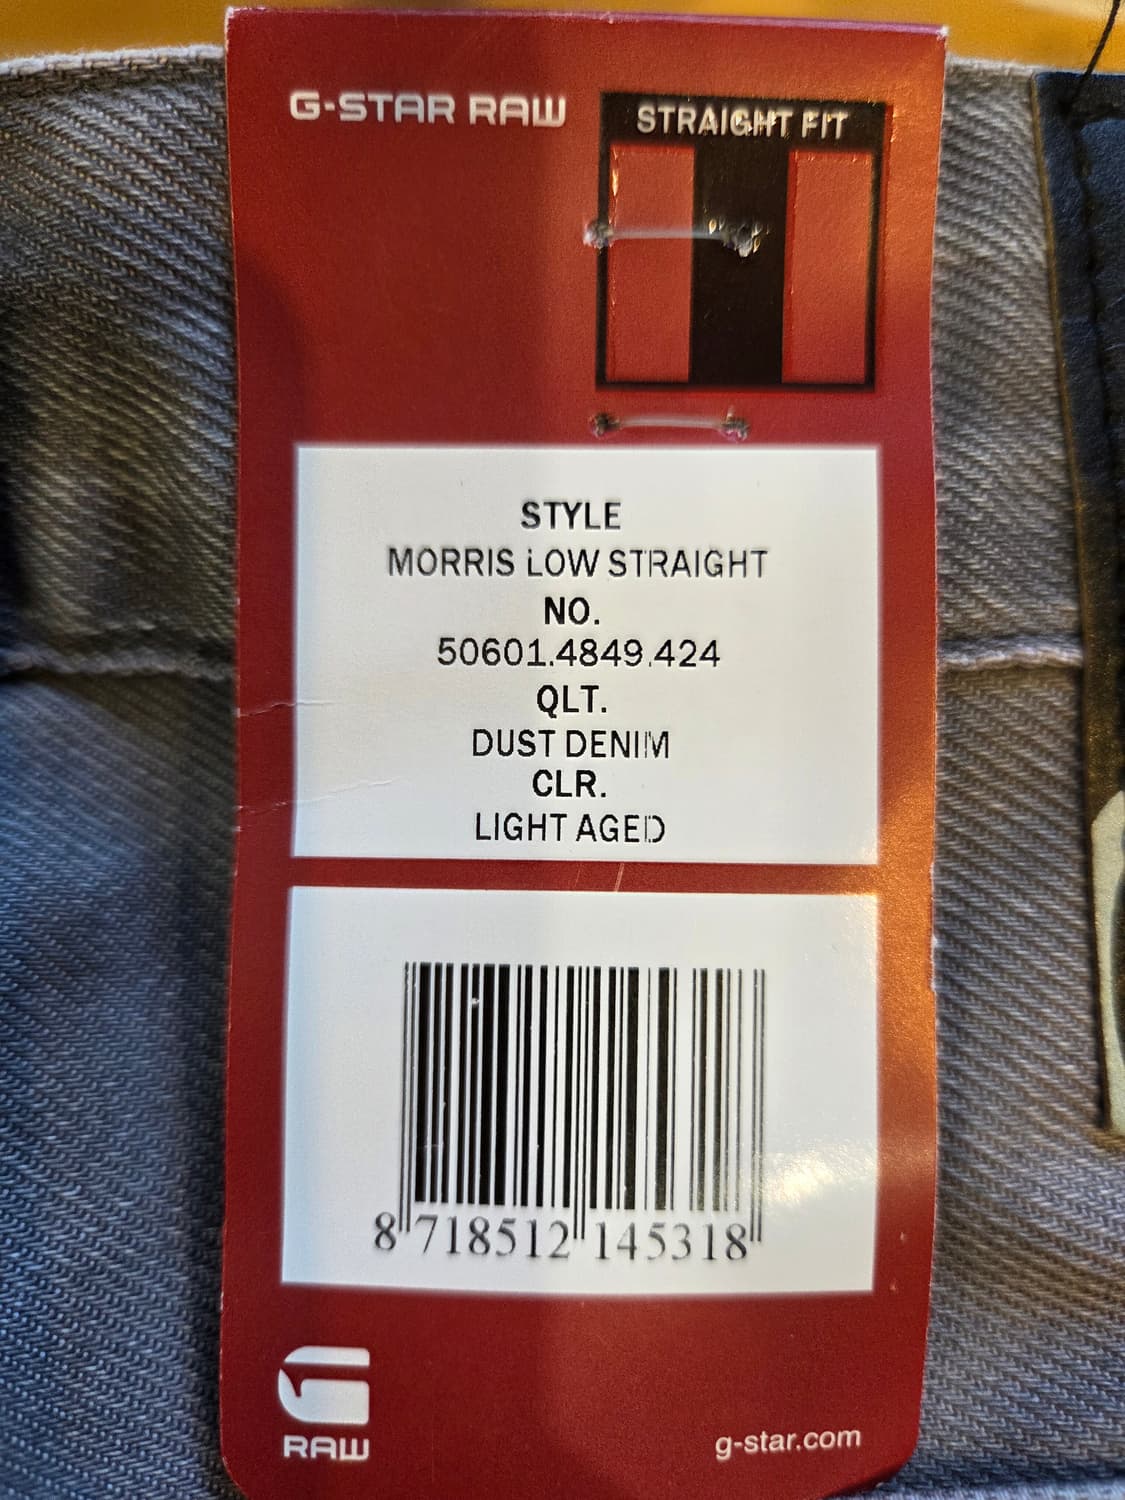 G-STAR RAW
STRAIGHT FIT
STYLE
MORRIS LOW STRAIGHT
NO.
50601.4849.424
QLT.
DUST DENIM
CLR.
LIGHT AGED
8 718512 145318
RAW
g-star.com